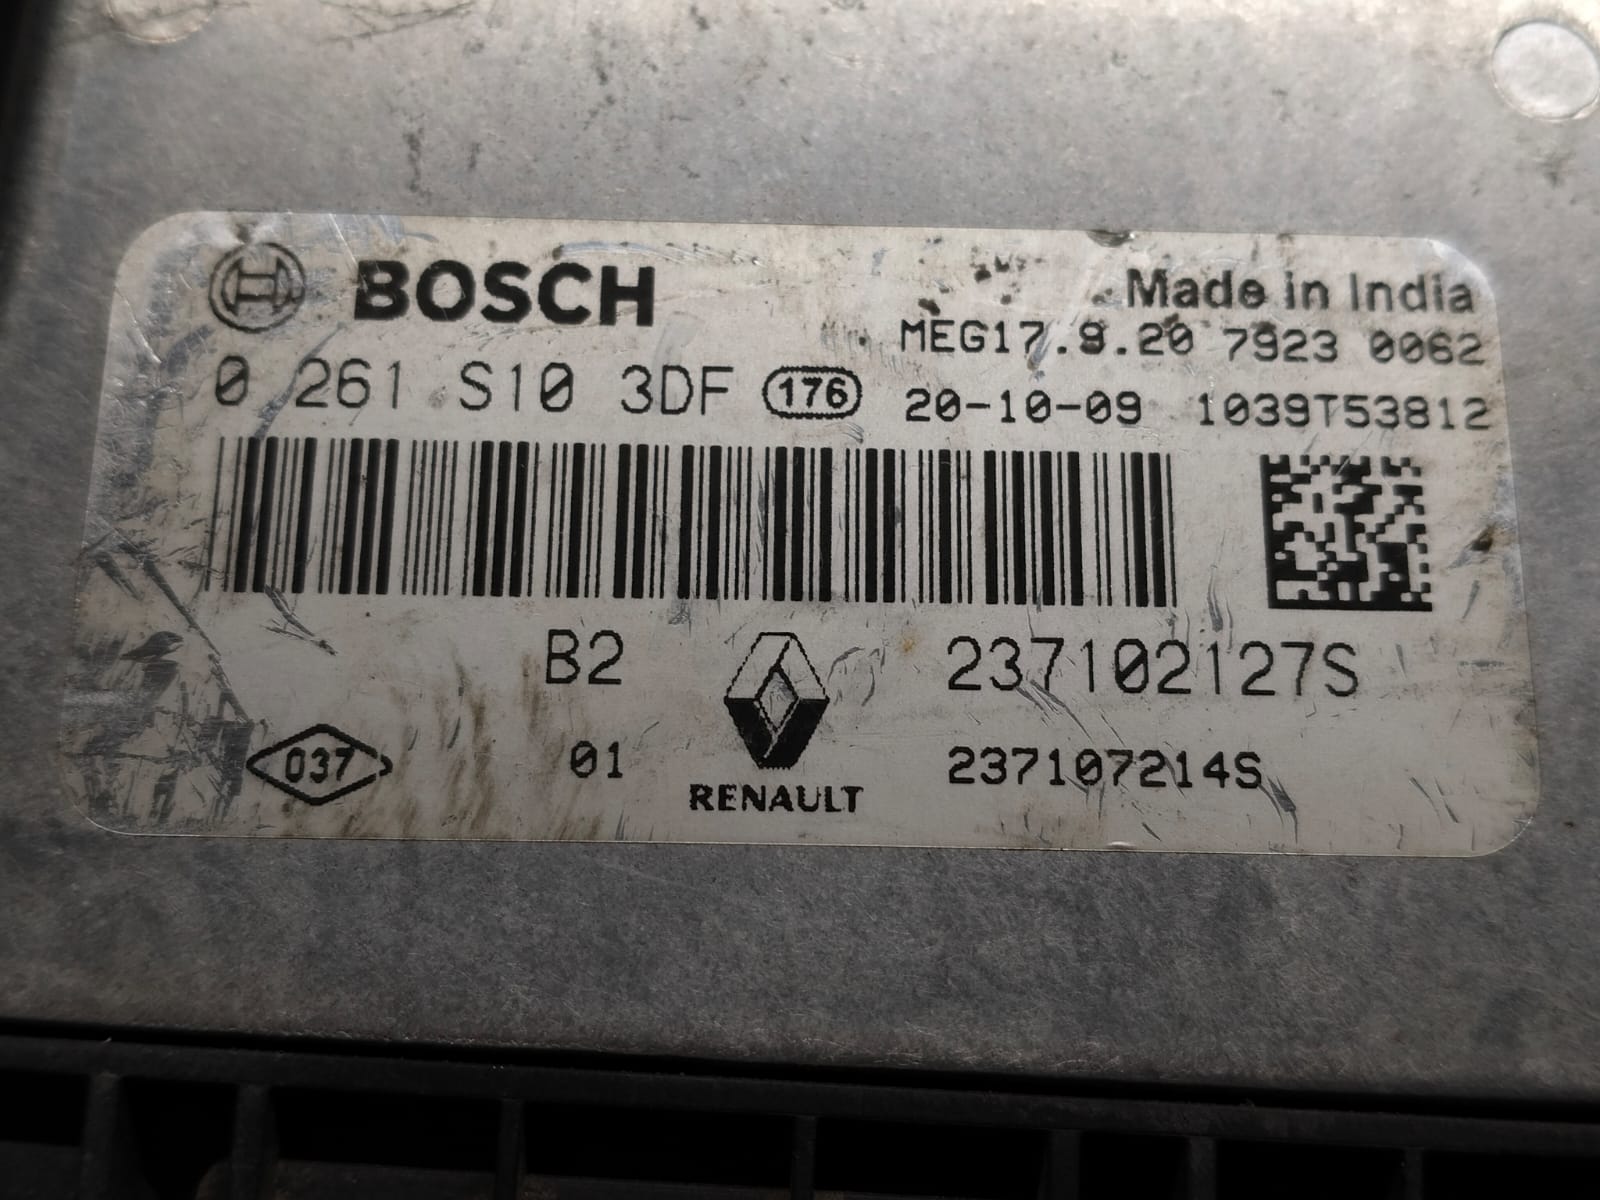 BOSCH
Made in India
MEG17.9.20 7923 0062
0 261 S10 3DF 176
20-10-09 1039T53812
B2
237102127S
037
01
237107214S
RENAULT